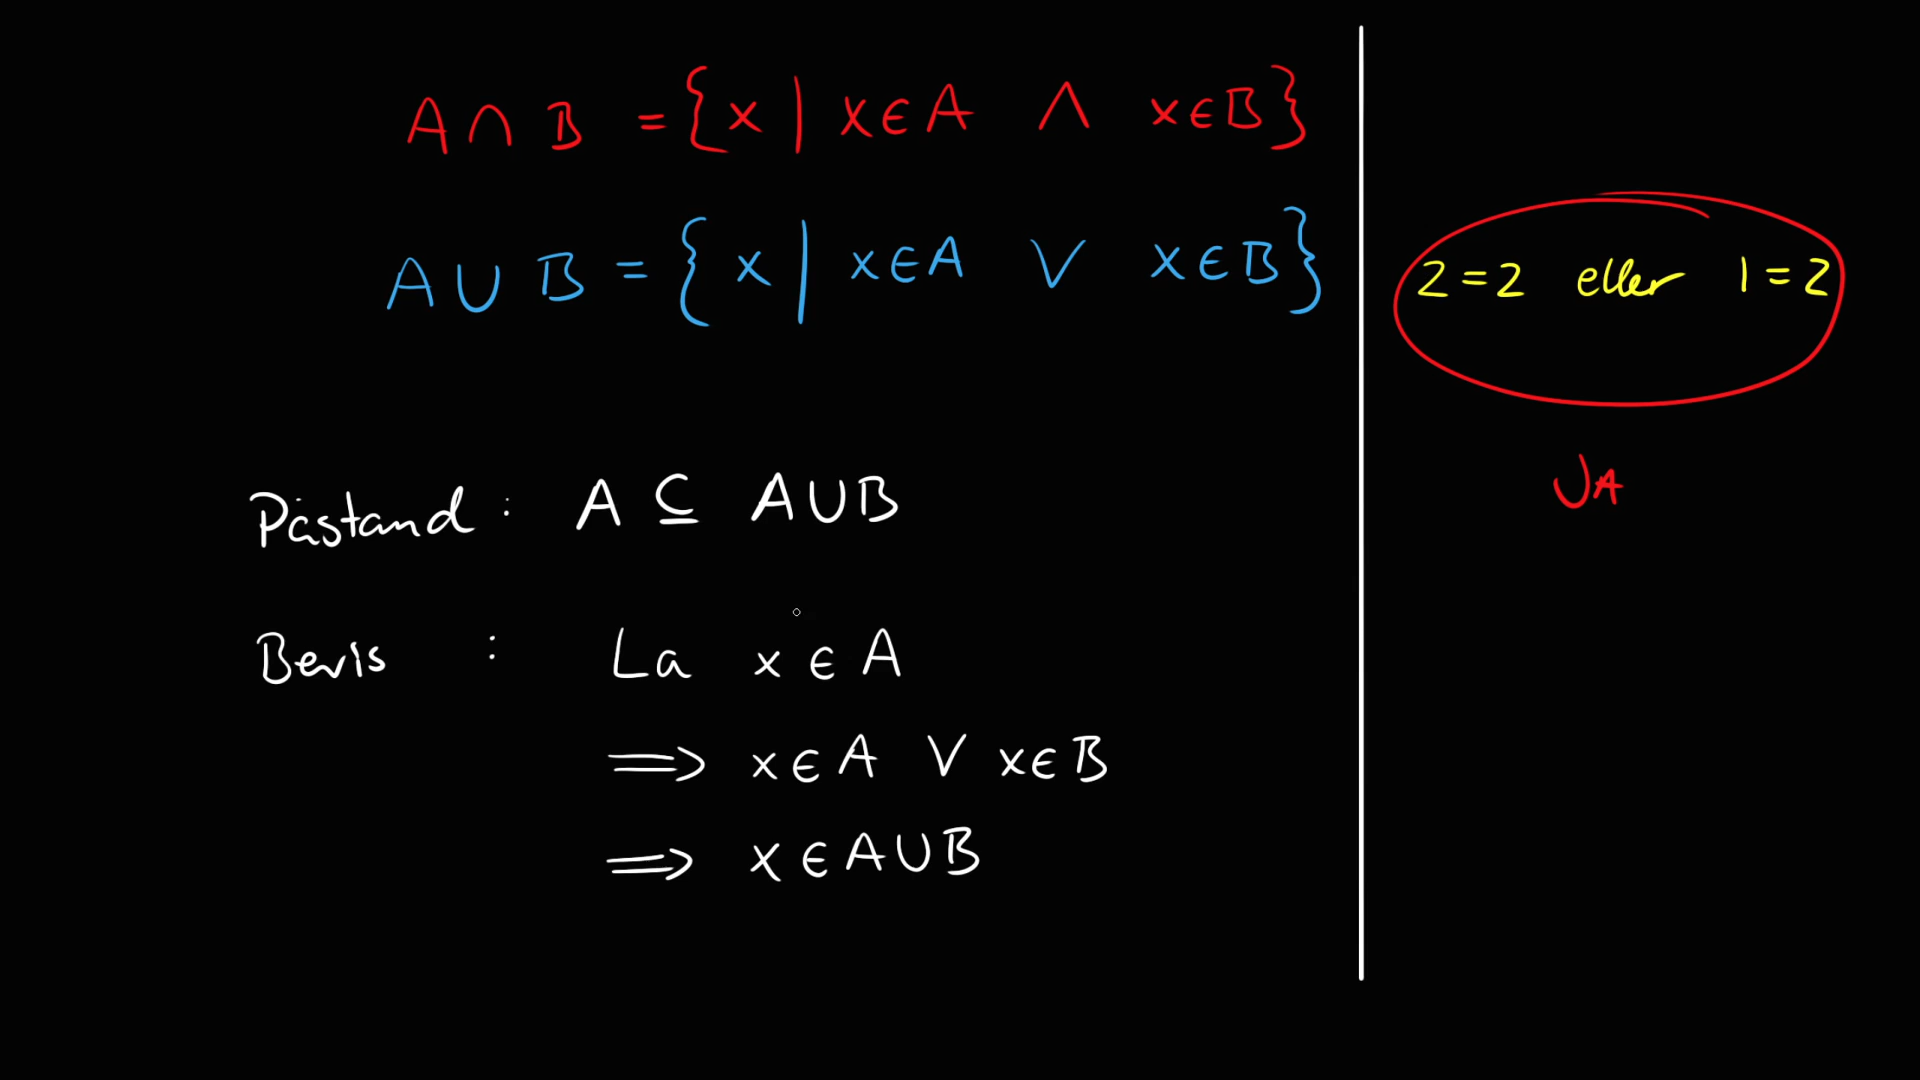 A ∩ B = {x | x ∈ A ∧ x ∈ B}
A ∪ B = {x | x ∈ A ∨ x ∈ B}
Påstand : A ⊆ A ∪ B
Bevis : La x ∈ A
⟹ x ∈ A ∨ x ∈ B
⟹ x ∈ A ∪ B
2 = 2 eller 1 = 2
JA